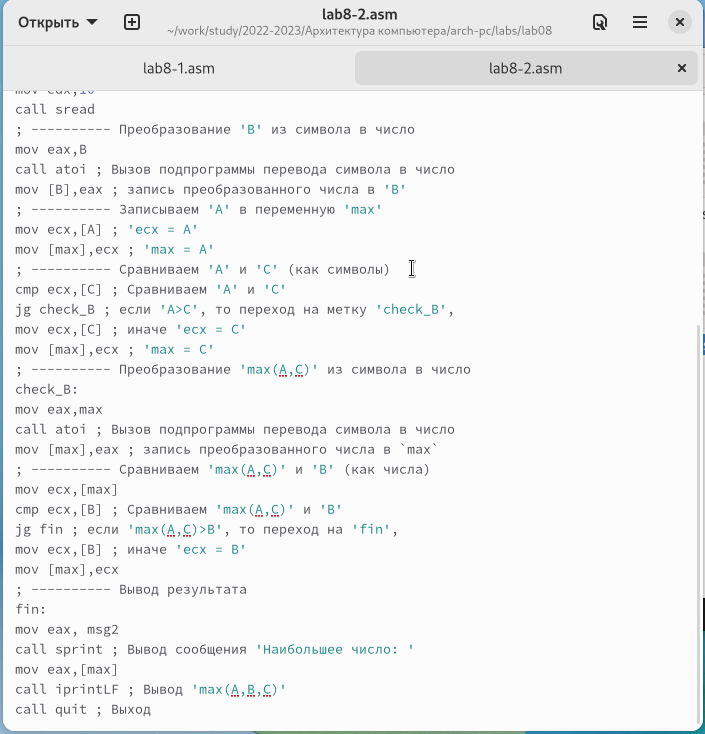 Открыть
lab8-2.asm
~/work/study/2022-2023/Архитектура компьютера/arch-pc/labs/lab08
lab8-1.asm
lab8-2.asm
mov edx,10
call sread
; ---------- Преобразование 'B' из символа в число
mov eax,B
call atoi ; Вызов подпрограммы перевода символа в число
mov [B],eax ; запись преобразованного числа в 'B'
; ---------- Записываем 'A' в переменную 'max'
mov ecx,[A] ; 'ecx = A'
mov [max],ecx ; 'max = A'
; ---------- Сравниваем 'A' и 'С' (как символы)
cmp ecx,[C] ; Сравниваем 'A' и 'С'
jg check_B ; если 'A>C', то переход на метку 'check_B',
mov ecx,[C] ; иначе 'ecx = C'
mov [max],ecx ; 'max = C'
; ---------- Преобразование 'max(A,C)' из символа в число
check_B:
mov eax,max
call atoi ; Вызов подпрограммы перевода символа в число
mov [max],eax ; запись преобразованного числа в `max`
; ---------- Сравниваем 'max(A,C)' и 'B' (как числа)
mov ecx,[max]
cmp ecx,[B] ; Сравниваем 'max(A,C)' и 'B'
jg fin ; если 'max(A,C)>B', то переход на 'fin',
mov ecx,[B] ; иначе 'ecx = B'
mov [max],ecx
; ---------- Вывод результата
fin:
mov eax, msg2
call sprint ; Вывод сообщения 'Наибольшее число: '
mov eax,[max]
call iprintLF ; Вывод 'max(A,B,C)'
call quit ; Выход